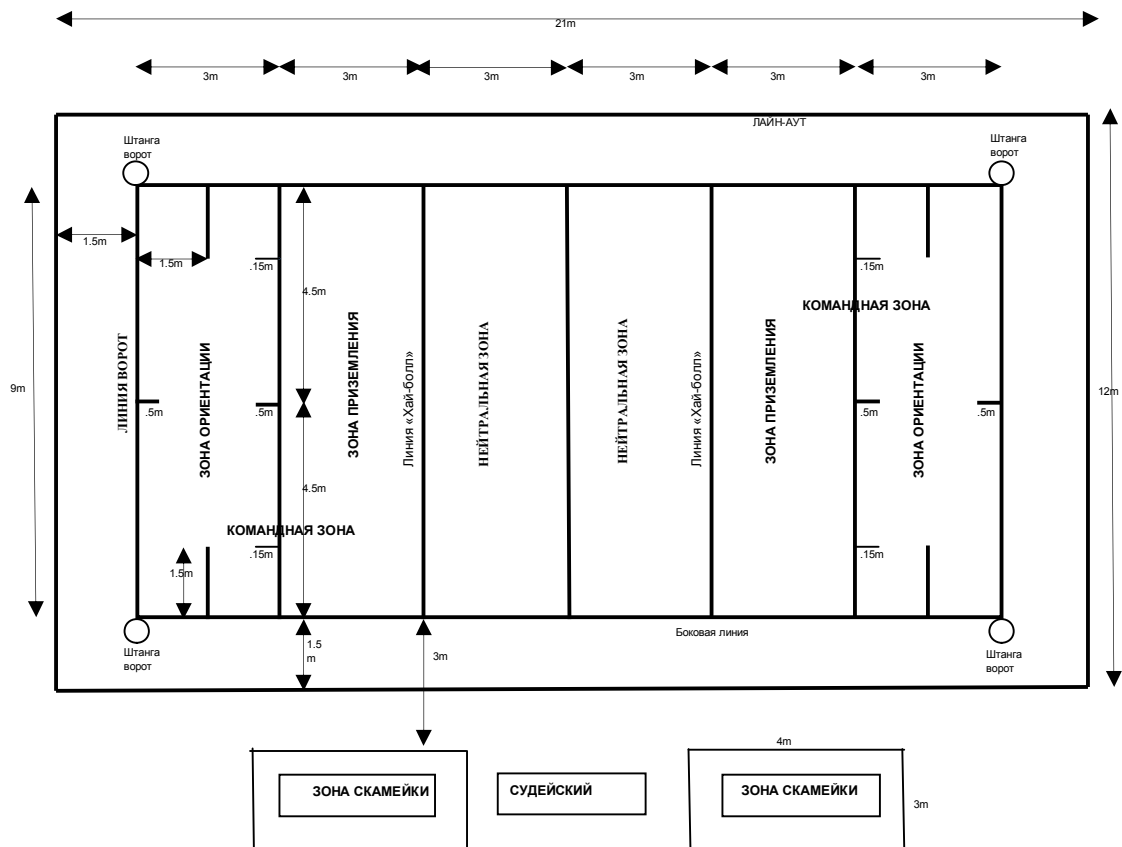 21m
3m
3m
3m
3m
3m
3m
ЛАЙН-АУТ
Штанга
ворот
Штанга
ворот
1.5m
1.5m
.15m
4.5m
.15m
КОМАНДНАЯ ЗОНА
ЛИНИЯ ВОРОТ
ЗОНА ОРИЕНТАЦИИ
ЗОНА ПРИЗЕМЛЕНИЯ
Линия «Хай-болл»
НЕЙТРАЛЬНАЯ ЗОНА
НЕЙТРАЛЬНАЯ ЗОНА
Линия «Хай-болл»
ЗОНА ПРИЗЕМЛЕНИЯ
ЗОНА ОРИЕНТАЦИИ
9m
12m
.5m
.5m
.5m
.5m
4.5m
КОМАНДНАЯ ЗОНА
.15m
.15m
1.5m
Боковая линия
1.5
m
3m
Штанга
ворот
Штанга
ворот
4m
ЗОНА СКАМЕЙКИ
СУДЕЙСКИЙ
ЗОНА СКАМЕЙКИ
3m